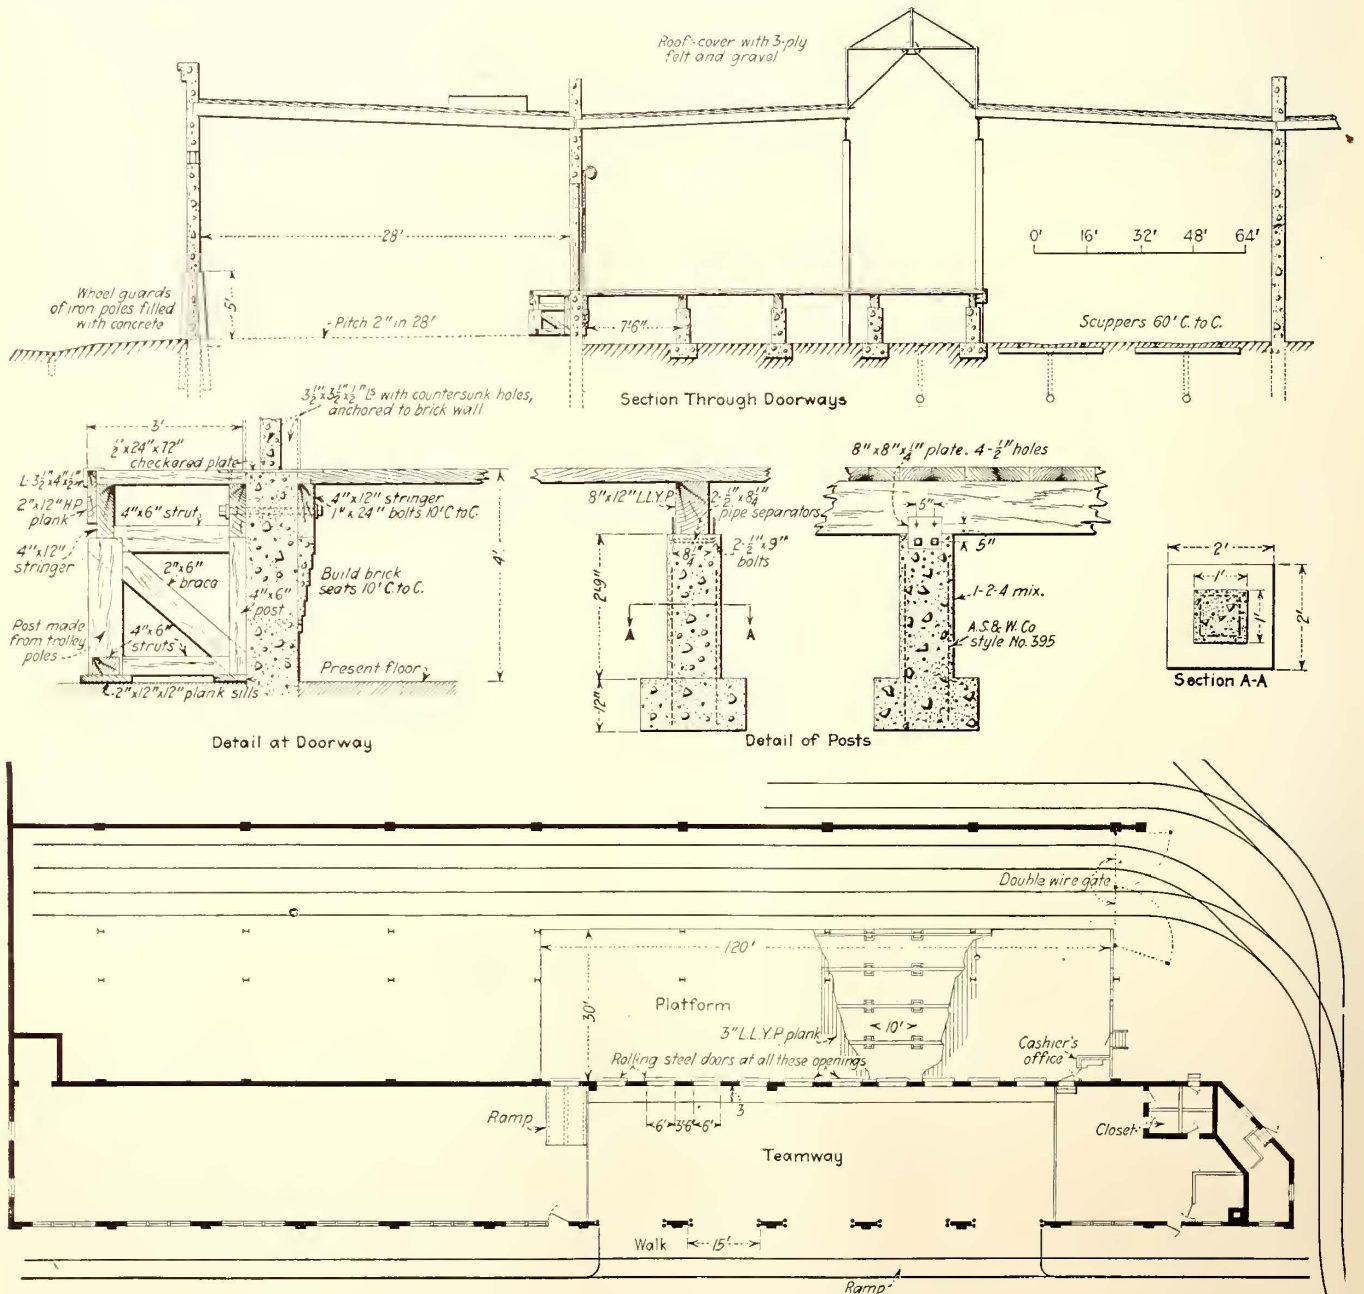 Roof-cover with 3-ply
felt and gravel
28'
0' 16' 32' 48' 64'
Wheel guards
of iron poles filled
with concrete
5'
Pitch 2" in 28'
7'6"
Scuppers 60' C. to C.
Section Through Doorways
3½"x3½"x½" Ls with countersunk holes,
anchored to brick wall
3'
½"x24"x72"
checkered plate
L-3½"x4"x½"
2"x12" H.P.
plank
4"x6" strut
4"x12" stringer
1"x24" bolts 10' C. to C.
4"x12"
stringer
2"x6"
brace
4"x6"
post
Build brick
seats 10' C. to C.
4'
Post made
from trolley
poles
4"x6"
struts
Present floor
2"x12"x12" plank sills
Detail at Doorway
8"x12" L.L.Y.P.
2-½"x8¼"
pipe separators
8¼"
2-½"x9"
bolts
2'-9"
A A
12"
8"x8"x¼" plate. 4-½" holes
5"
5"
1-2-4 mix.
A.S.& W. Co
style No. 395
Detail of Posts
2'
1'
1'
2'
Section A-A
Double wire gate
120'
30'
Platform
3" L.L.Y.P. plank
10'
Cashier's
office
Rolling steel doors at all these openings
Ramp
3
6' 3'6" 6'
Closet
Teamway
Walk
15'
Ramp